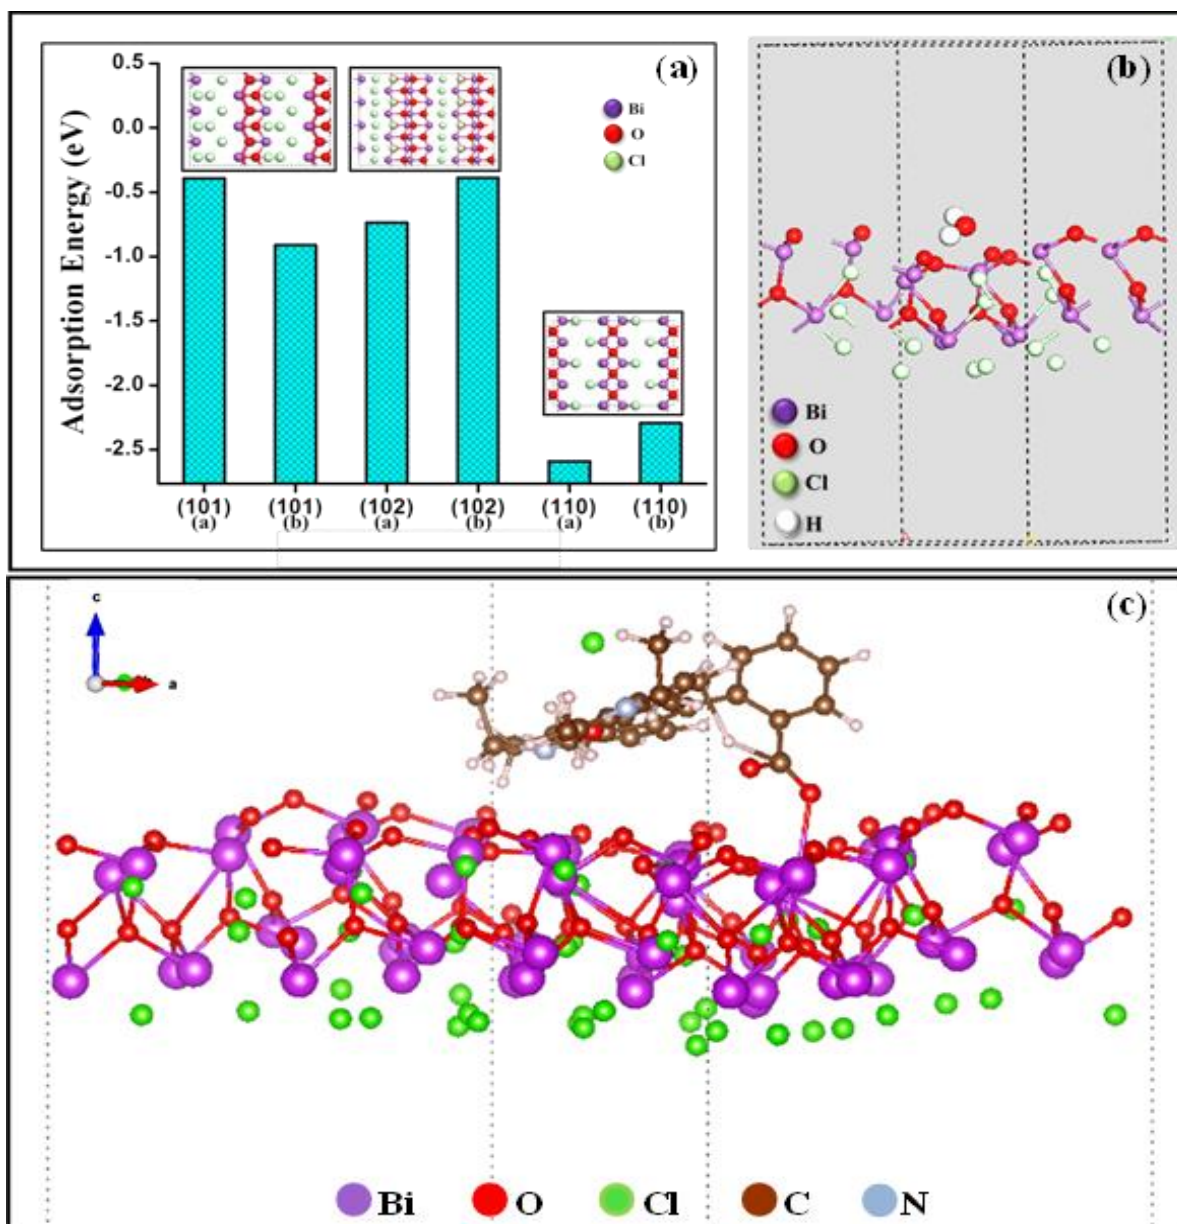 (a)
Adsorption Energy (eV)
0.5
0.0
-0.5
-1.0
-1.5
-2.0
-2.5
Bi
O
Cl
(101) (101) (102) (102) (110) (110)
(a) (b) (a) (b) (a) (b)
(b)
Bi
O
Cl
H
(c)
c
a
Bi O Cl C N